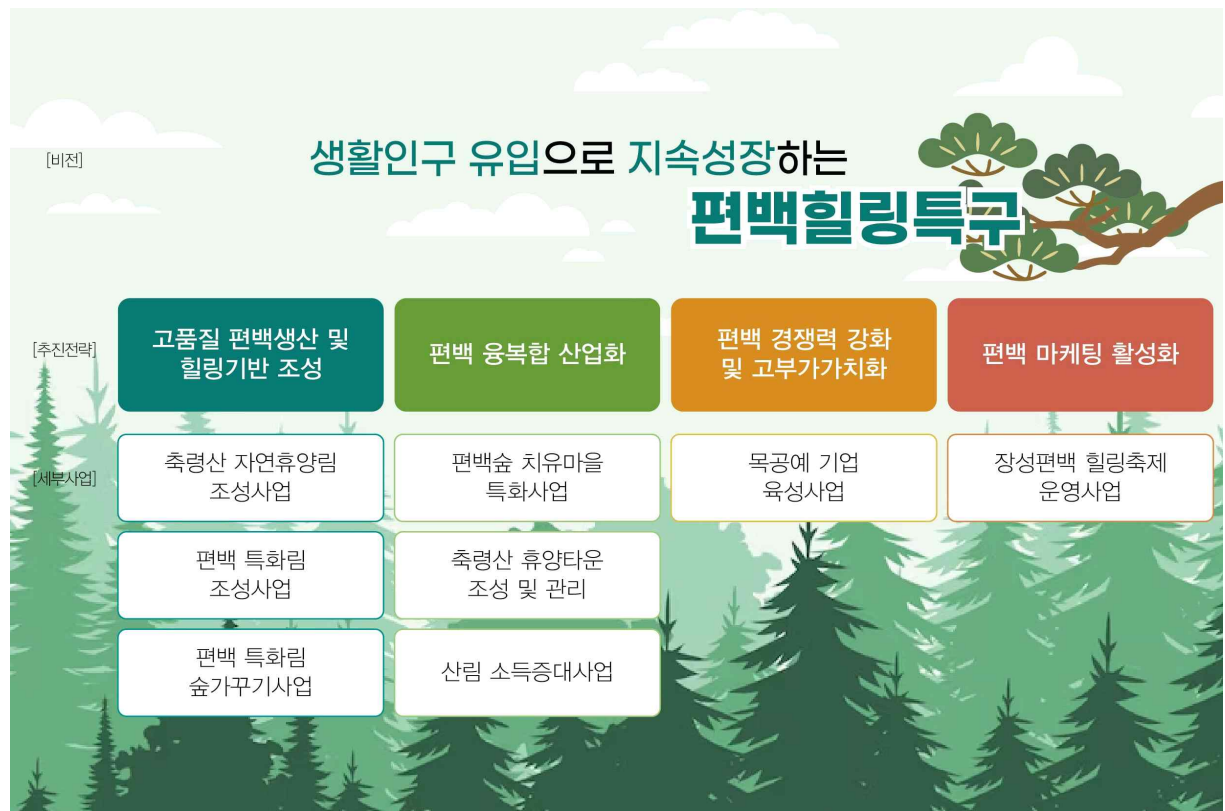 [비전]
생활인구 유입으로 지속성장하는
편백힐링특구
[추진전략]
고품질 편백생산 및
힐링기반 조성
편백 융복합 산업화
편백 경쟁력 강화
및 고부가가치화
편백 마케팅 활성화
[세부사업]
축령산 자연휴양림
조성사업
편백숲 치유마을
특화사업
목공예 기업
육성사업
장성편백 힐링축제
운영사업
편백 특화림
조성사업
축령산 휴양타운
조성 및 관리
편백 특화림
숲가꾸기사업
산림 소득증대사업